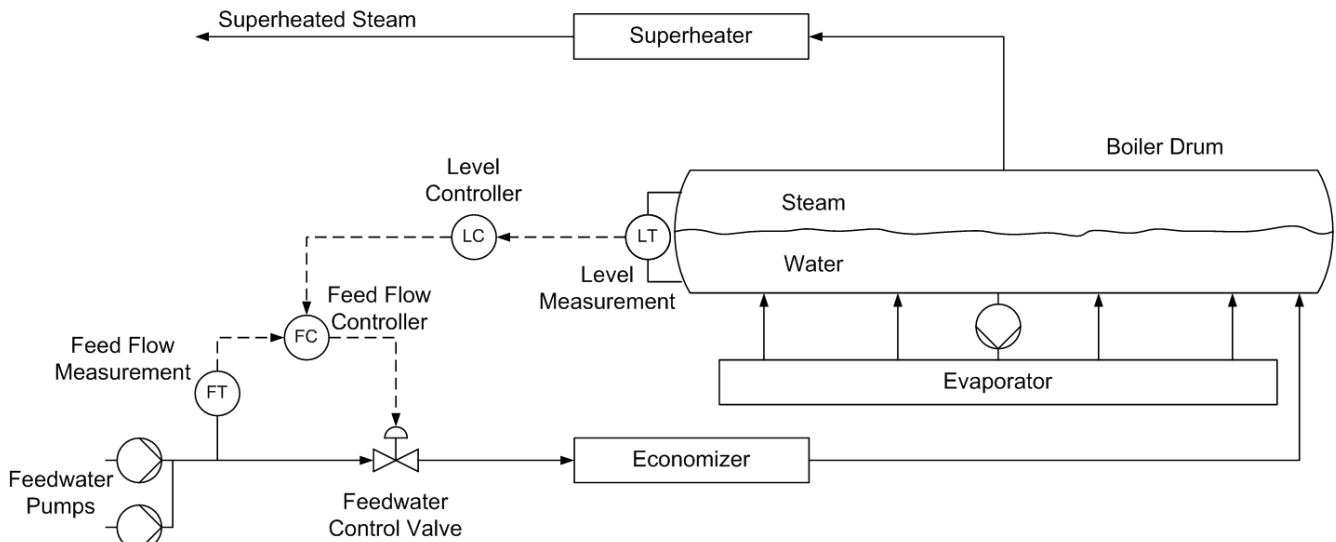 Superheated Steam
Superheater
Boiler Drum
Level
Controller
Steam
LC
LT
Water
Level
Measurement
Feed Flow
Controller
FC
Feed Flow
Measurement
FT
Evaporator
Feedwater
Pumps
Economizer
Feedwater
Control Valve